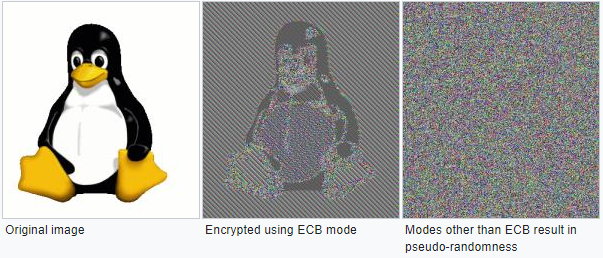 Original image
Encrypted using ECB mode
Modes other than ECB result in
pseudo-randomness